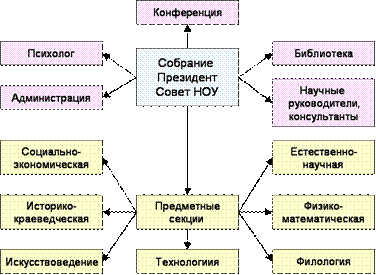 Конференция
Психолог
Библиотека
Собрание
Президент
Совет НОУ
Администрация
Научные
руководители,
консультанты
Социально-
экономическая
Естественно-
научная
Историко-
краеведческая
Предметные
секции
Физико-
математическая
Искусствоведение
Технологиия
Филология